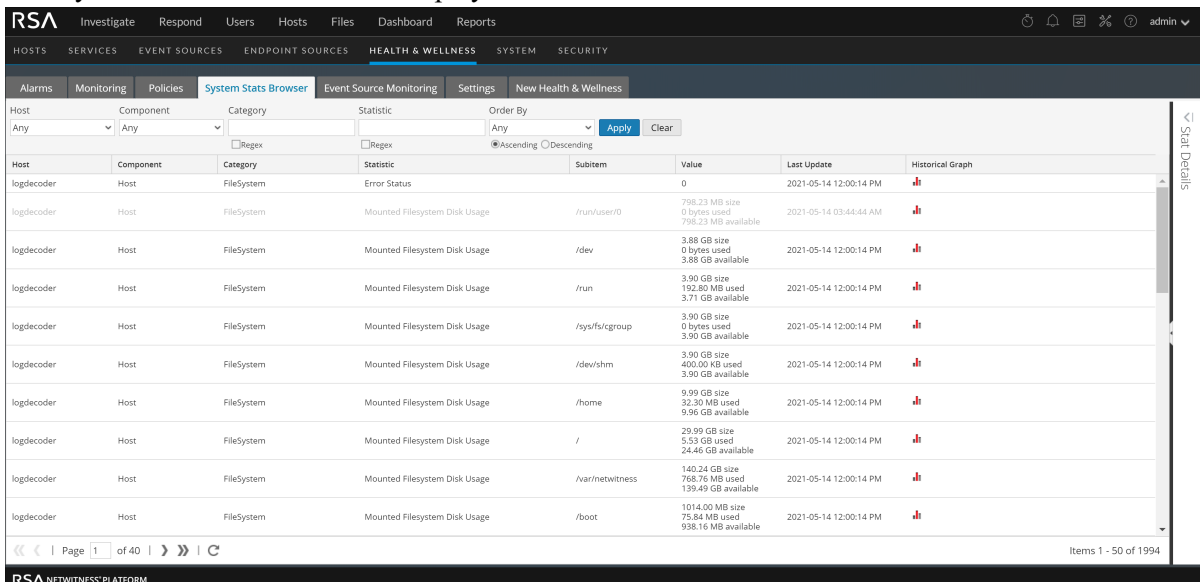 RSA Investigate Respond Users Hosts Files Dashboard Reports admin
HOSTS SERVICES EVENT SOURCES ENDPOINT SOURCES HEALTH & WELLNESS SYSTEM SECURITY
Alarms Monitoring Policies System Stats Browser Event Source Monitoring Settings New Health & Wellness
Host Component Category Statistic Order By
Any Any Any Apply Clear
Regex Regex Ascending Descending
Host Component Category Statistic Subitem Value Last Update Historical Graph
logdecoder Host FileSystem Error Status 0 2021-05-14 12:00:14 PM
798.23 MB size
logdecoder Host FileSystem Mounted Filesystem Disk Usage /run/user/0 0 bytes used 2021-05-14 03:44:44 AM
798.23 MB available
3.88 GB size
logdecoder Host FileSystem Mounted Filesystem Disk Usage /dev 0 bytes used 2021-05-14 12:00:14 PM
3.88 GB available
3.90 GB size
logdecoder Host FileSystem Mounted Filesystem Disk Usage /run 192.80 MB used 2021-05-14 12:00:14 PM
3.71 GB available
3.90 GB size
logdecoder Host FileSystem Mounted Filesystem Disk Usage /sys/fs/cgroup 0 bytes used 2021-05-14 12:00:14 PM
3.90 GB available
3.90 GB size
logdecoder Host FileSystem Mounted Filesystem Disk Usage /dev/shm 400.00 KB used 2021-05-14 12:00:14 PM
3.90 GB available
9.99 GB size
logdecoder Host FileSystem Mounted Filesystem Disk Usage /home 32.30 MB used 2021-05-14 12:00:14 PM
9.96 GB available
29.99 GB size
logdecoder Host FileSystem Mounted Filesystem Disk Usage / 5.53 GB used 2021-05-14 12:00:14 PM
24.46 GB available
140.24 GB size
logdecoder Host FileSystem Mounted Filesystem Disk Usage /var/netwitness 768.76 MB used 2021-05-14 12:00:14 PM
139.49 GB available
1014.00 MB size
logdecoder Host FileSystem Mounted Filesystem Disk Usage /boot 75.84 MB used 2021-05-14 12:00:14 PM
938.16 MB available
Page 1 of 40 Items 1 - 50 of 1994
Stat Details
RSA NETWITNESS® PLATFORM